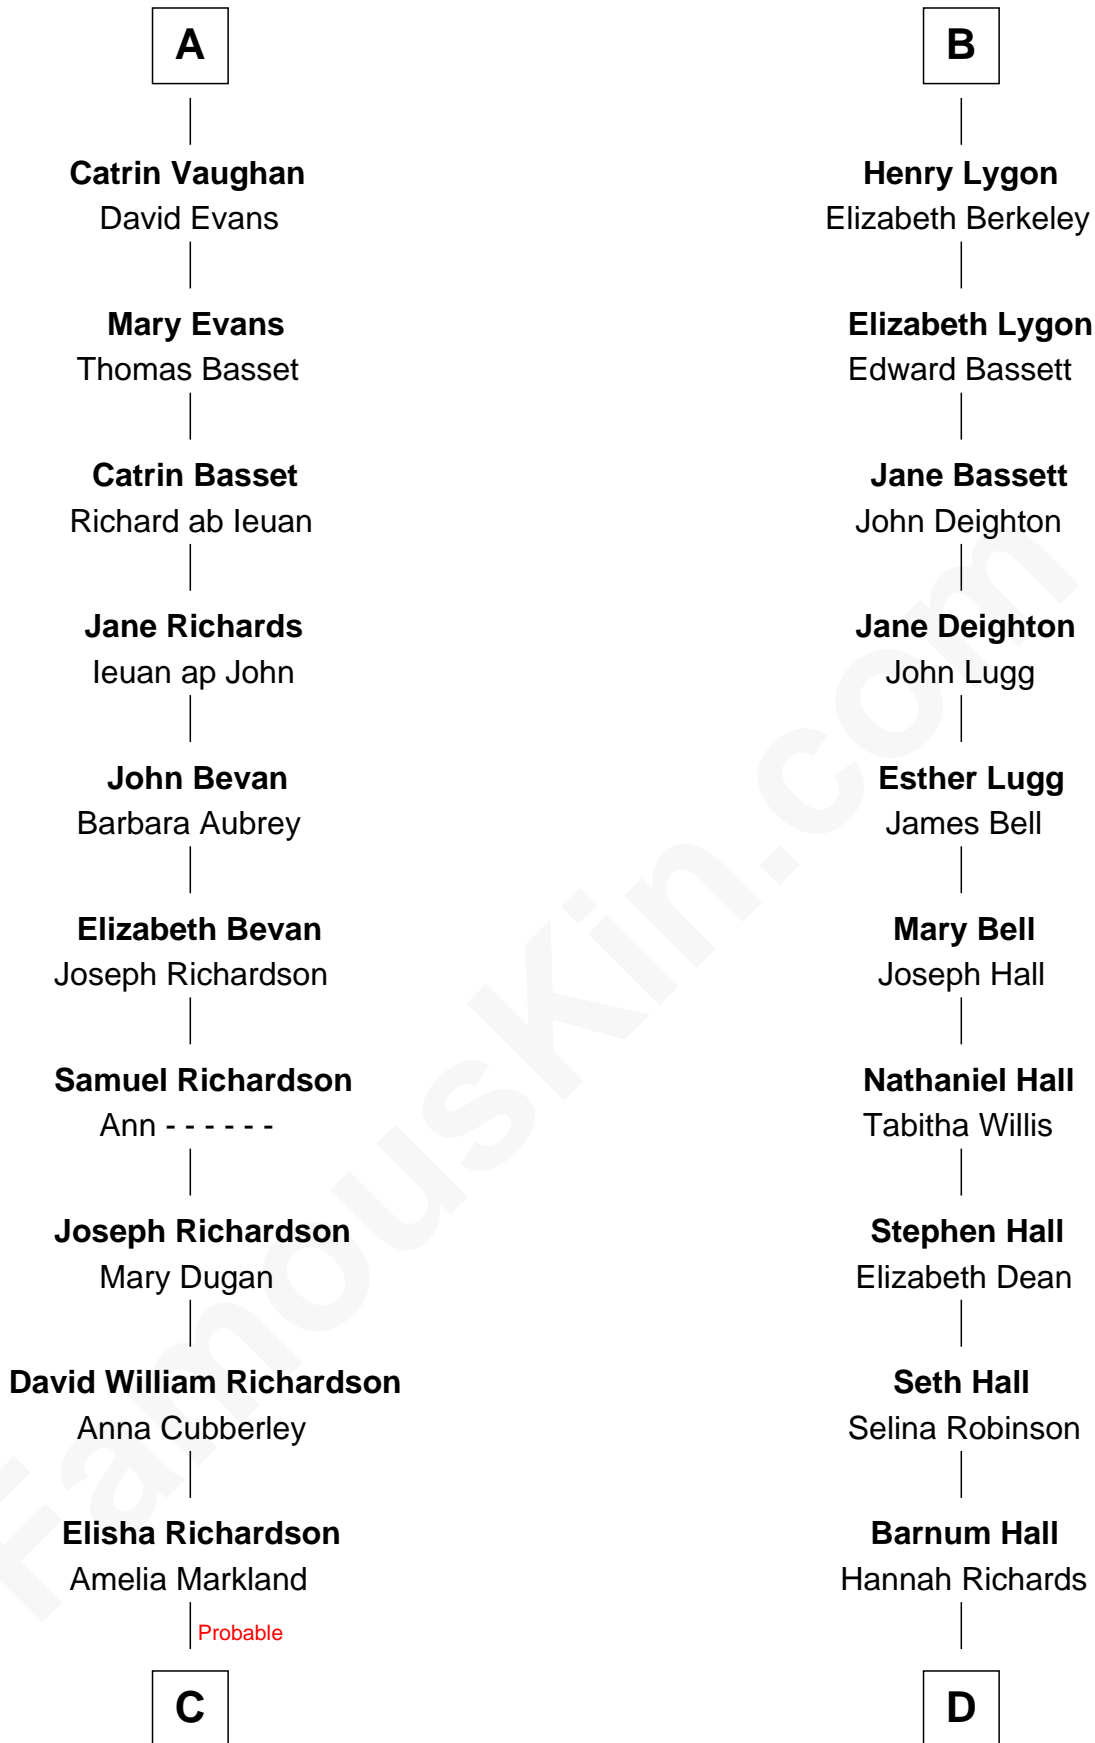 A
Catrin Vaughan
David Evans
Mary Evans
Thomas Basset
Catrin Basset
Richard ab Ieuan
Jane Richards
Ieuan ap John
John Bevan
Barbara Aubrey
Elizabeth Bevan
Joseph Richardson
Samuel Richardson
Ann - - - - - -
Joseph Richardson
Mary Dugan
David William Richardson
Anna Cubberley
Elisha Richardson
Amelia Markland
Probable
C
B
Henry Lygon
Elizabeth Berkeley
Elizabeth Lygon
Edward Bassett
Jane Bassett
John Deighton
Jane Deighton
John Lugg
Esther Lugg
James Bell
Mary Bell
Joseph Hall
Nathaniel Hall
Tabitha Willis
Stephen Hall
Elizabeth Dean
Seth Hall
Selina Robinson
Barnum Hall
Hannah Richards
D
FamousKin.com